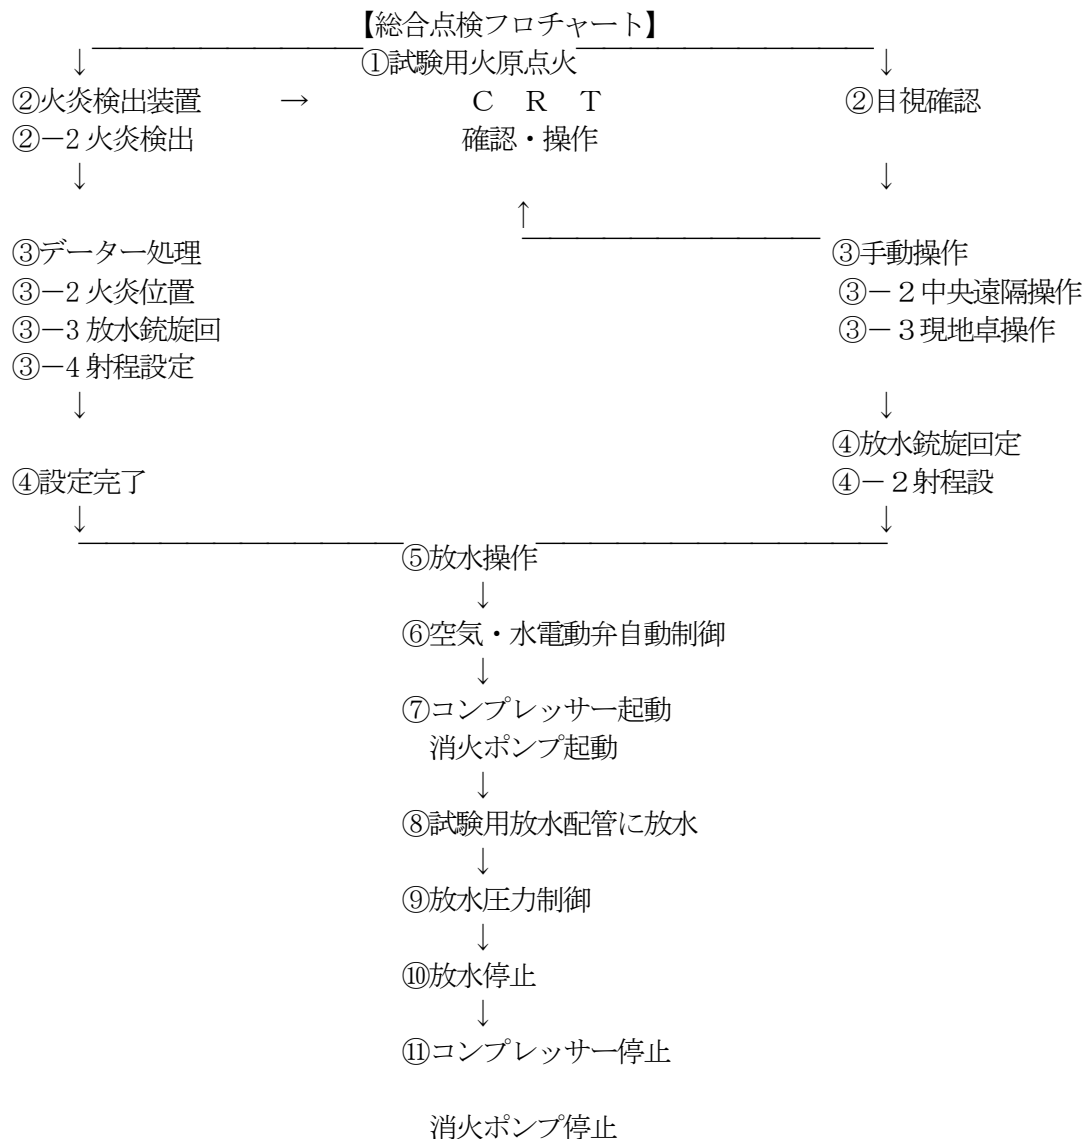 【総合点検フロチャート】
①試験用火原点火
↓ ↓
②火炎検出装置 → C R T ②目視確認
②－2 火炎検出 確認・操作
↓ ↓
↑
③データー処理 ③手動操作
③－2 火炎位置 ③－２中央遠隔操作
③－3 放水銃旋回 ③－３現地卓操作
③－4 射程設定
↓ ↓
④放水銃旋回定
④設定完了 ④－２射程設
↓ ↓
⑤放水操作
↓
⑥空気・水電動弁自動制御
↓
⑦コンプレッサー起動
消火ポンプ起動
↓
⑧試験用放水配管に放水
↓
⑨放水圧力制御
↓
⑩放水停止
↓
⑪コンプレッサー停止
消火ポンプ停止